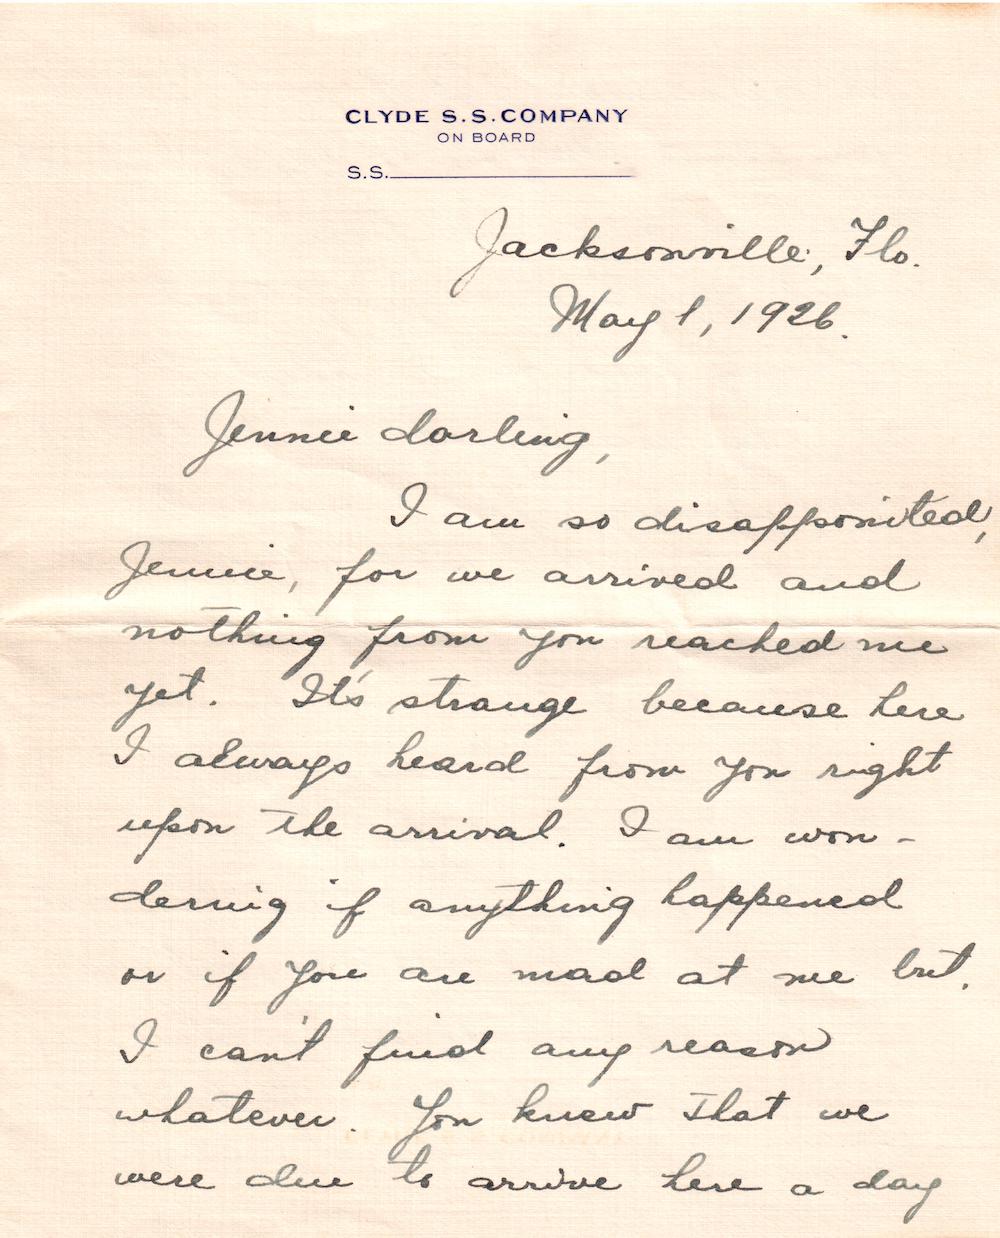 CLYDE S.S. COMPANY
ON BOARD
S.S.
Jacksonville, Fla.
May 1, 1926.
Jennie darling,
I am so disappointed,
Jennie, for we arrived and
nothing from you reached me
yet. It's strange because here
I always heard from you right
upon the arrival. I am won-
dering if anything happened
or if you are mad at me but,
I can't find any reason
whatever. You knew that we
were due to arrive here a day